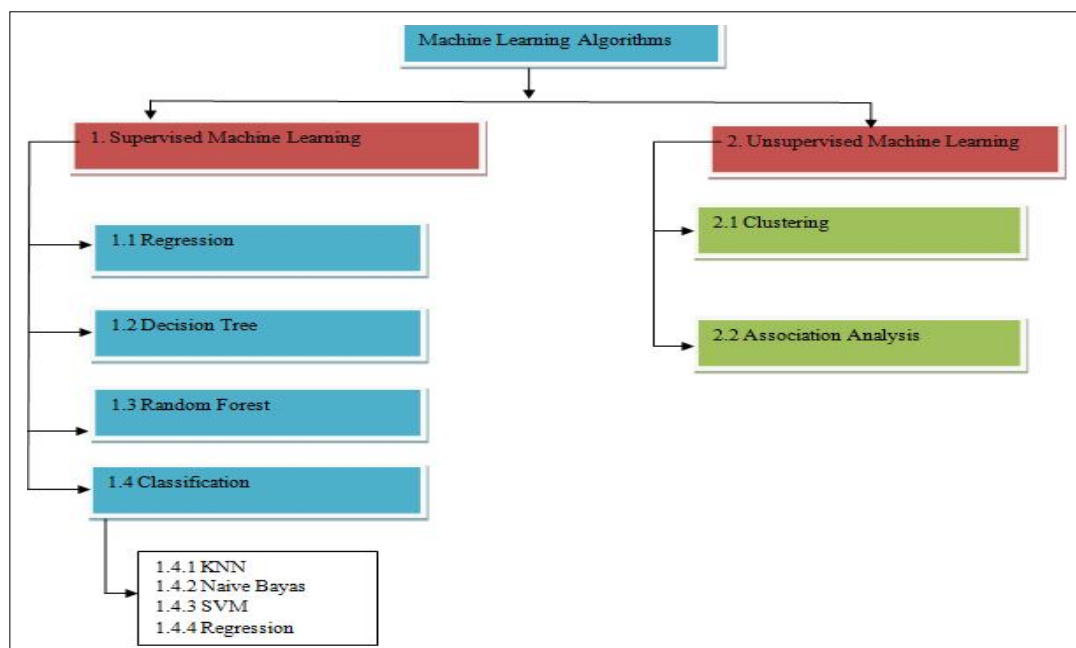 Machine Learning Algorithms
1. Supervised Machine Learning
1.1 Regression
1.2 Decision Tree
1.3 Random Forest
1.4 Classification
1.4.1 KNN
1.4.2 Naive Bayas
1.4.3 SVM
1.4.4 Regression
2. Unsupervised Machine Learning
2.1 Clustering
2.2 Association Analysis